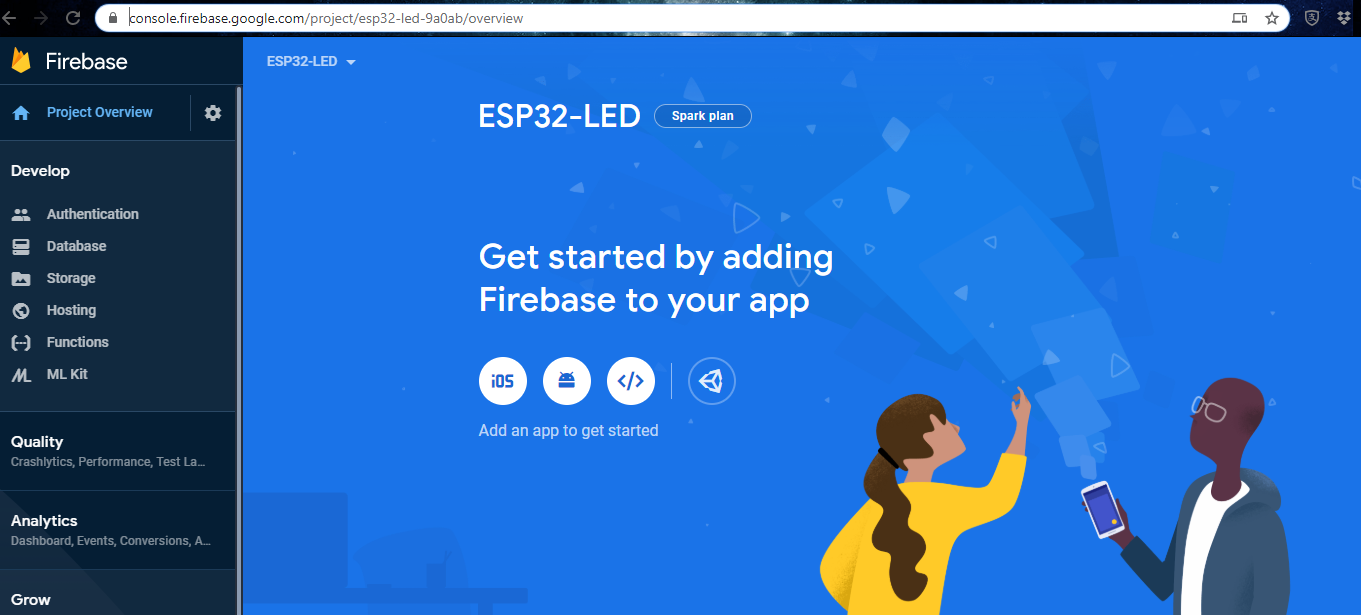 console.firebase.google.com/project/esp32-led-9a0ab/overview
Firebase
ESP32-LED
Project Overview
ESP32-LED
Spark plan
Develop
Authentication
Database
Storage
Hosting
Functions
ML Kit
Get started by adding
Firebase to your app
iOS
Add an app to get started
Quality
Crashlytics, Performance, Test La...
Analytics
Dashboard, Events, Conversions, A...
Grow